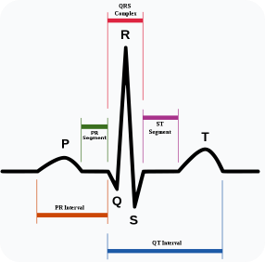 QRS
Complex
R
PR
Segment
ST
Segment
P
T
Q
S
PR Interval
QT Interval